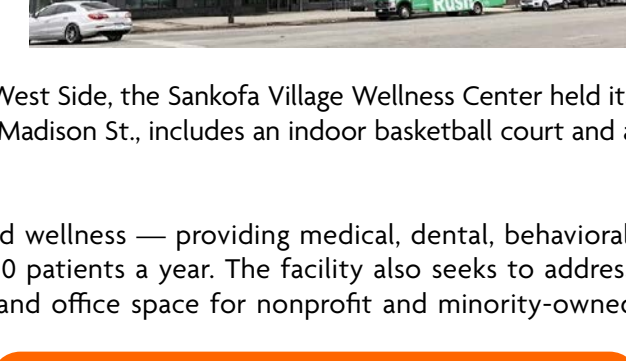 Rush
West Side, the Sankofa Village Wellness Center held it
Madison St., includes an indoor basketball court and a
d wellness — providing medical, dental, behavioral
0 patients a year. The facility also seeks to addres
and office space for nonprofit and minority-owned